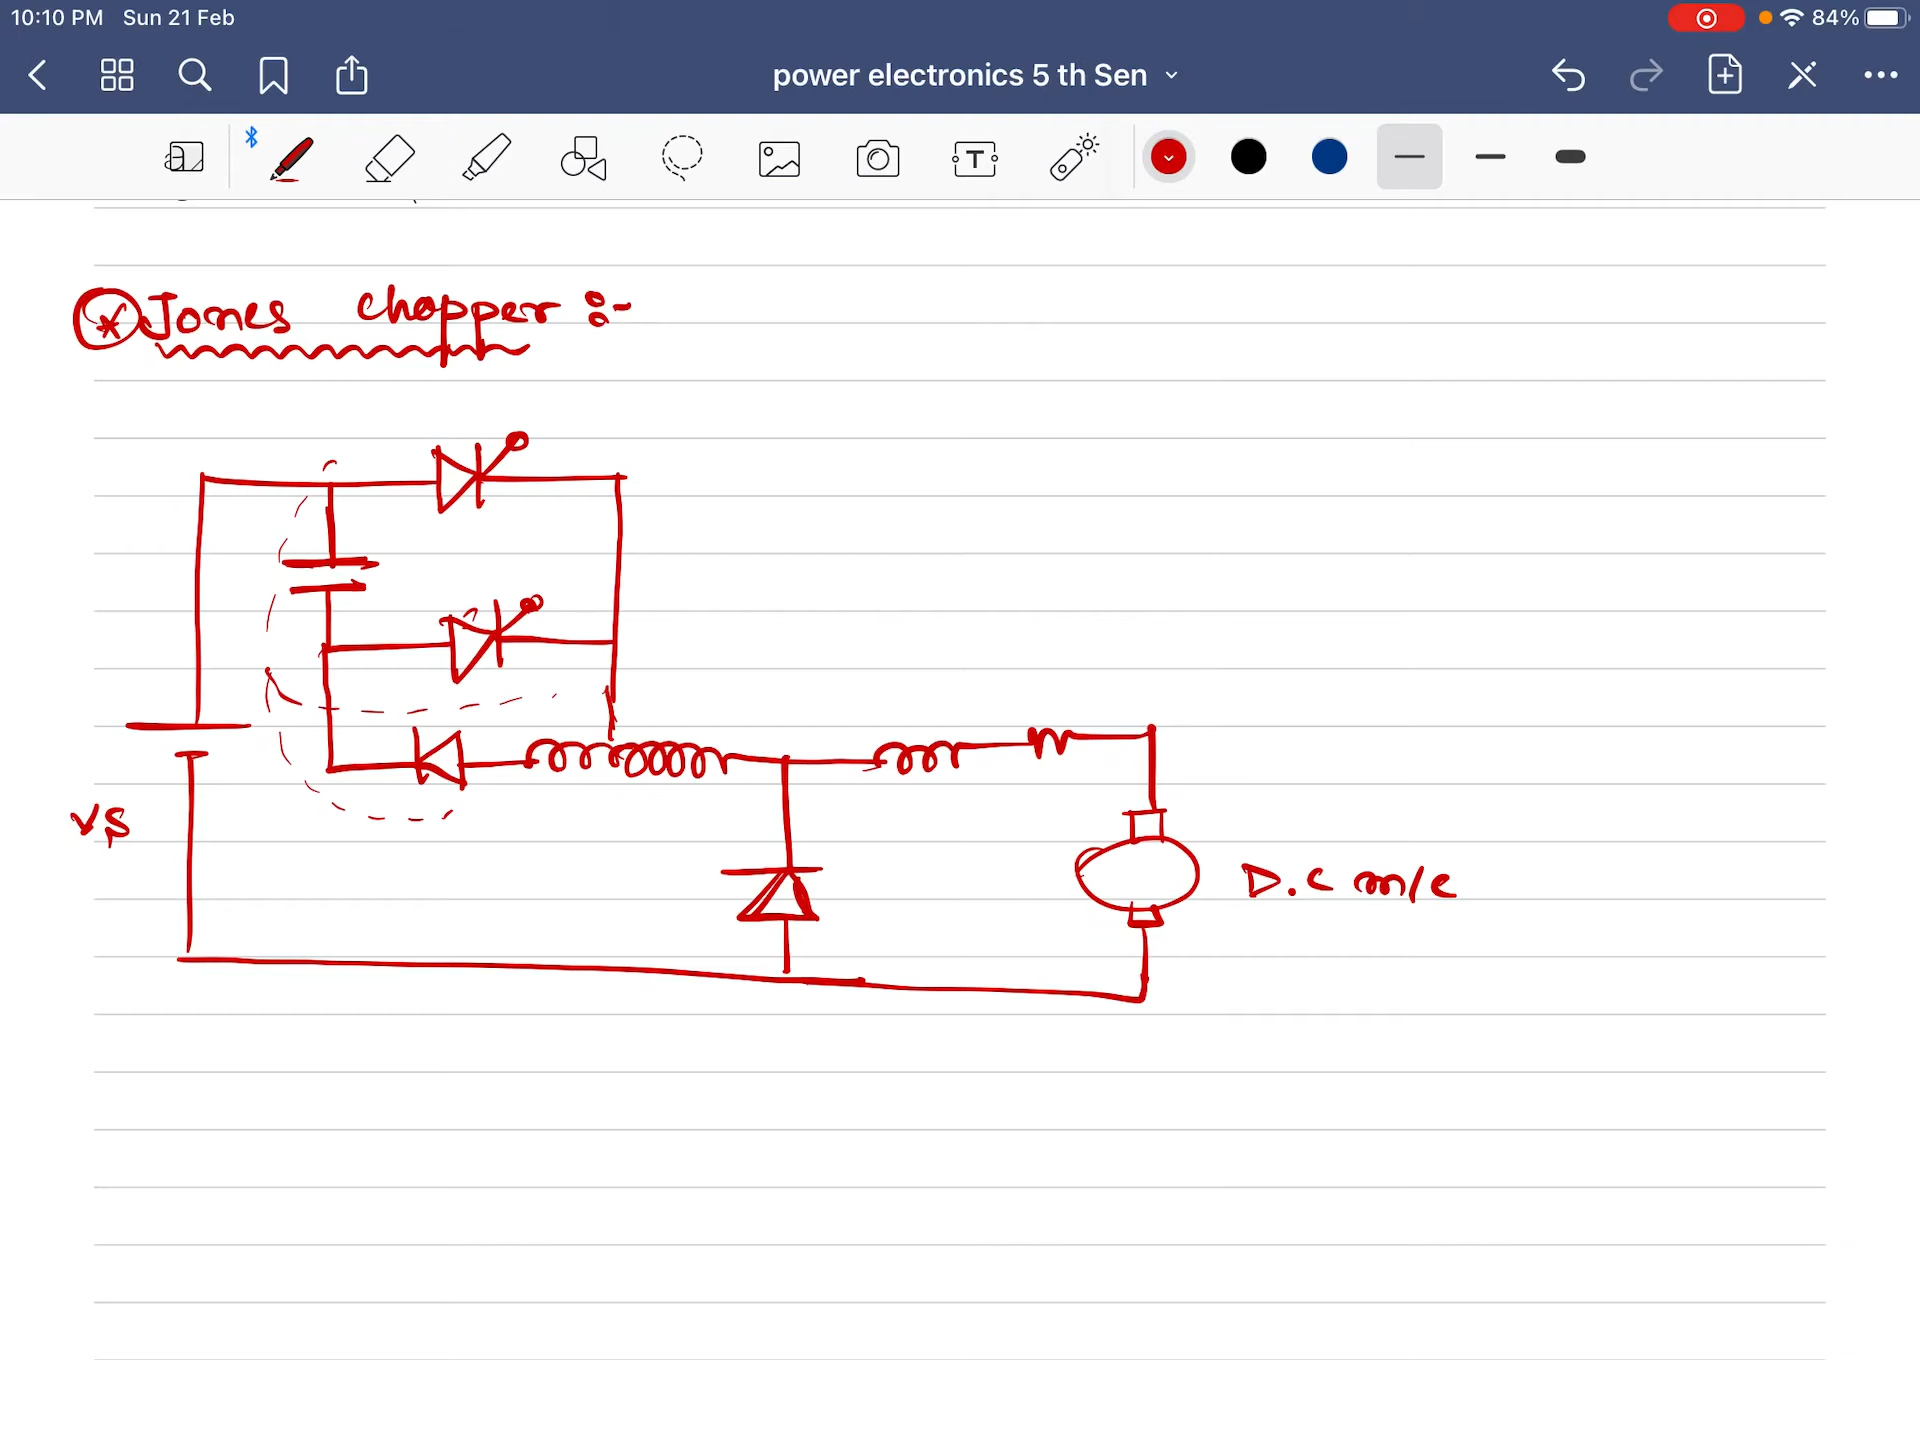 10:10 PM Sun 21 Feb
84%
power electronics 5 th Sen
Jones chopper :-
Vs
D.C m/c